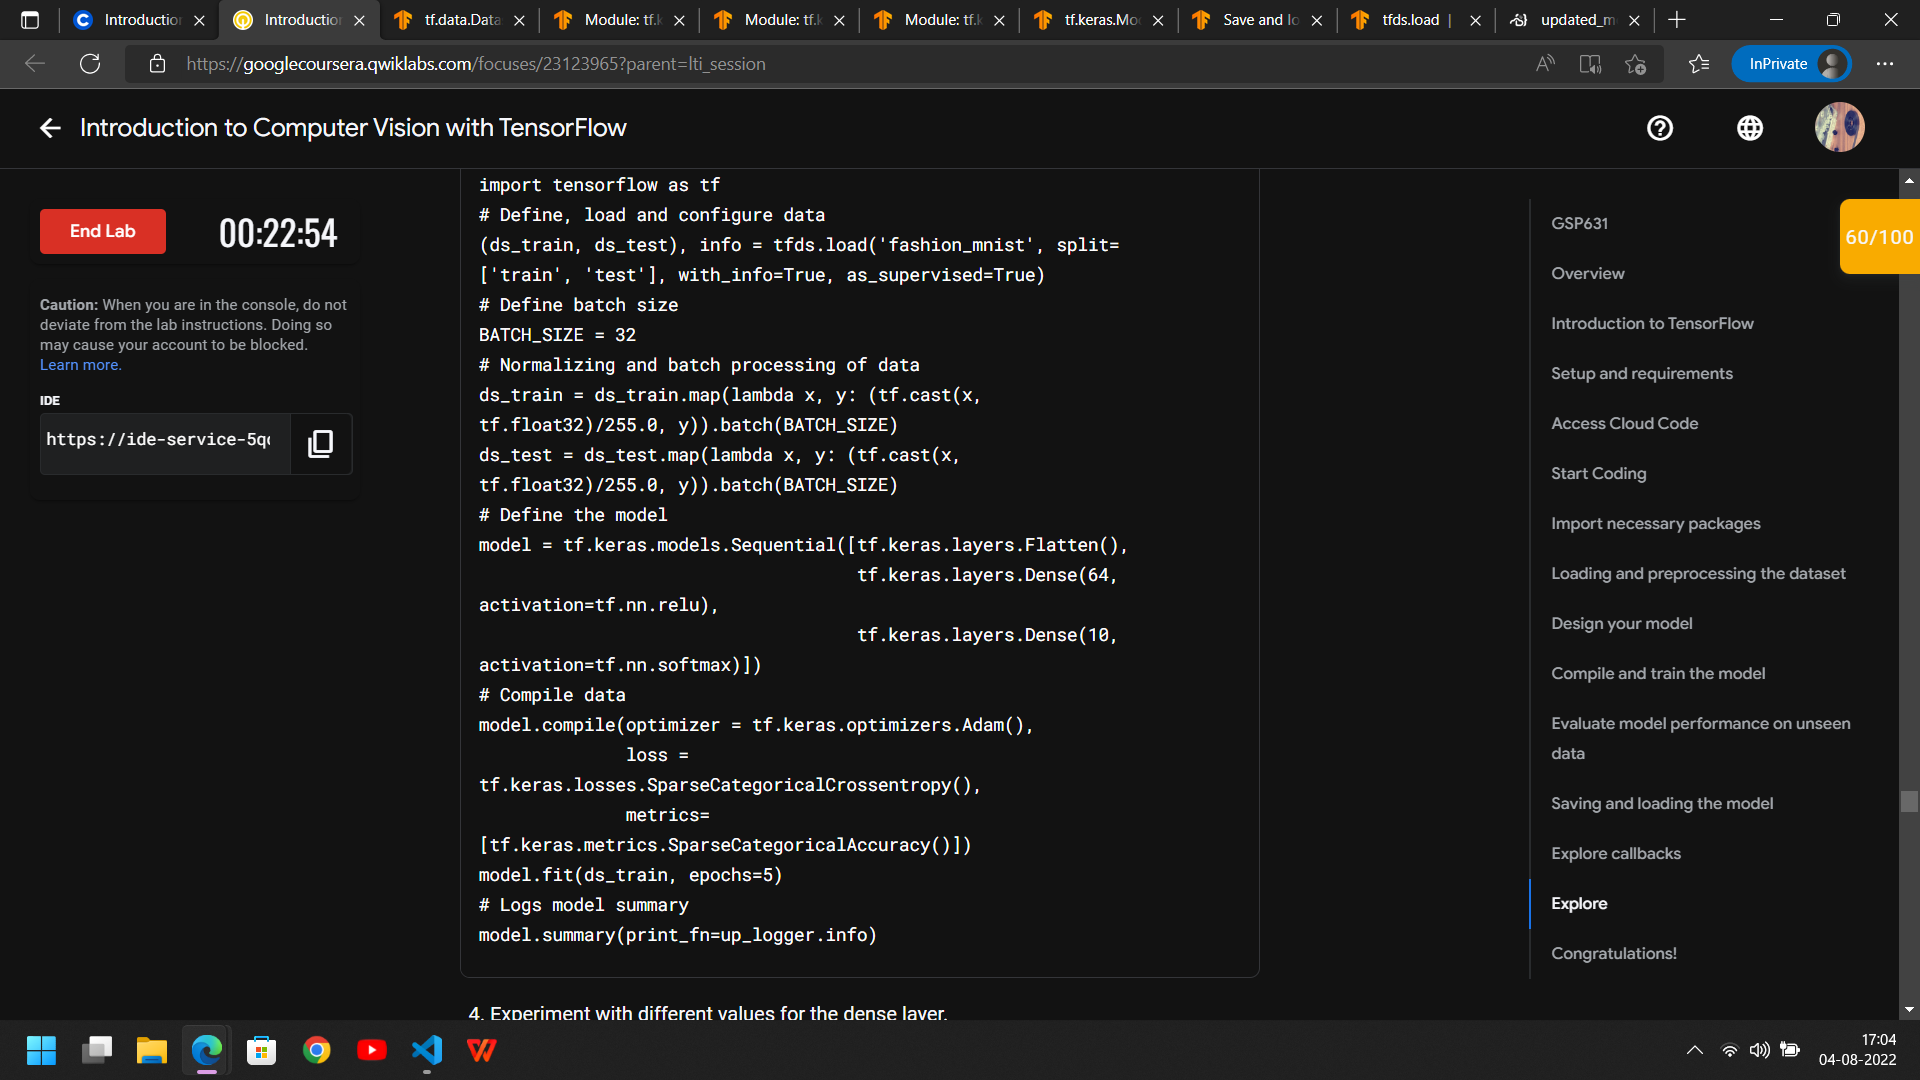 Introduction
Introduction
tf.data.Data
Module: tf.k
Module: tf.k
Module: tf.k
tf.keras.Mo
Save and lo
tfds.load |
updated_m
https://googlecoursera.qwiklabs.com/focuses/23123965?parent=lti_session
InPrivate
Introduction to Computer Vision with TensorFlow
End Lab
00:22:54
Caution: When you are in the console, do not
deviate from the lab instructions. Doing so
may cause your account to be blocked.
Learn more.
IDE
https://ide-service-5q
import tensorflow as tf
# Define, load and configure data
(ds_train, ds_test), info = tfds.load('fashion_mnist', split=
['train', 'test'], with_info=True, as_supervised=True)
# Define batch size
BATCH_SIZE = 32
# Normalizing and batch processing of data
ds_train = ds_train.map(lambda x, y: (tf.cast(x,
tf.float32)/255.0, y)).batch(BATCH_SIZE)
ds_test = ds_test.map(lambda x, y: (tf.cast(x,
tf.float32)/255.0, y)).batch(BATCH_SIZE)
# Define the model
model = tf.keras.models.Sequential([tf.keras.layers.Flatten(),
tf.keras.layers.Dense(64,
activation=tf.nn.relu),
tf.keras.layers.Dense(10,
activation=tf.nn.softmax)])
# Compile data
model.compile(optimizer = tf.keras.optimizers.Adam(),
loss =
tf.keras.losses.SparseCategoricalCrossentropy(),
metrics=
[tf.keras.metrics.SparseCategoricalAccuracy()])
model.fit(ds_train, epochs=5)
# Logs model summary
model.summary(print_fn=up_logger.info)
4. Experiment with different values for the dense layer.
GSP631
Overview
Introduction to TensorFlow
Setup and requirements
Access Cloud Code
Start Coding
Import necessary packages
Loading and preprocessing the dataset
Design your model
Compile and train the model
Evaluate model performance on unseen
data
Saving and loading the model
Explore callbacks
Explore
Congratulations!
60/100
17:04
04-08-2022